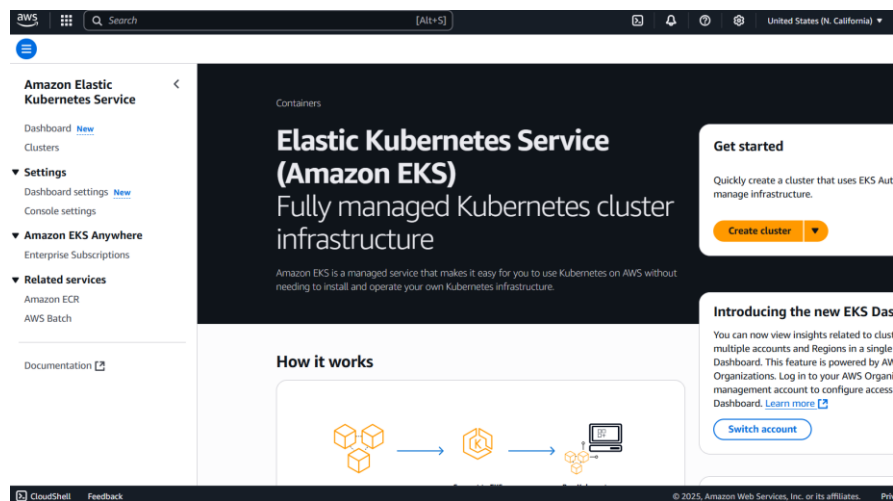 aws
Search
[Alt+S]
United States (N. California)
Amazon Elastic
Kubernetes Service
Dashboard New
Clusters
Settings
Dashboard settings New
Console settings
Amazon EKS Anywhere
Enterprise Subscriptions
Related services
Amazon ECR
AWS Batch
Documentation
Containers
Elastic Kubernetes Service
(Amazon EKS)
Fully managed Kubernetes cluster
infrastructure
Amazon EKS is a managed service that makes it easy for you to use Kubernetes on AWS without
needing to install and operate your own Kubernetes infrastructure.
How it works
Get started
Quickly create a cluster that uses EKS Aut
manage infrastructure.
Create cluster
Introducing the new EKS Das
You can now view insights related to clust
multiple accounts and Regions in a single
Dashboard. This feature is powered by AW
Organizations. Log in to your AWS Organi
management account to configure access
Dashboard. Learn more
Switch account
CloudShell
Feedback
© 2025, Amazon Web Services, Inc. or its affiliates.
Pri